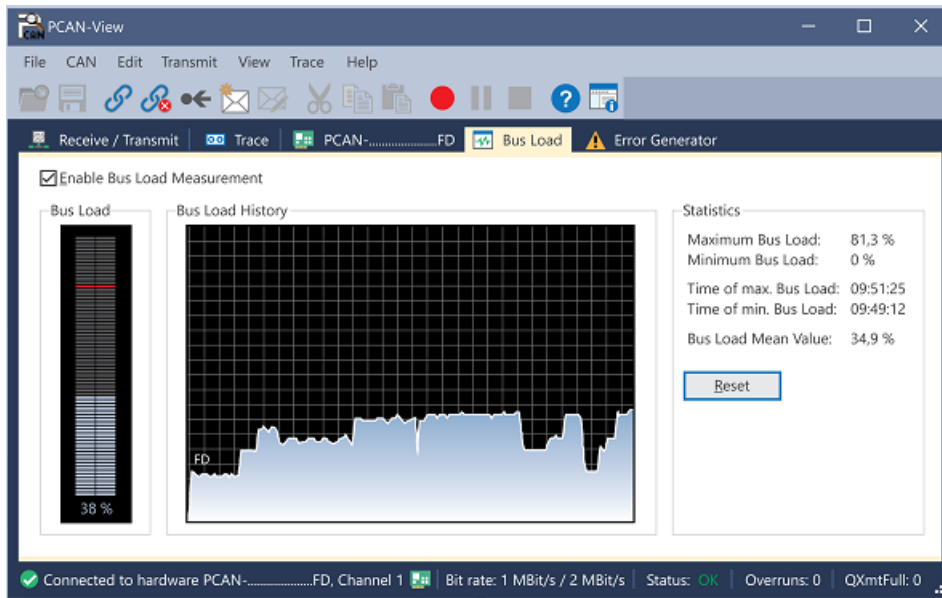 PCAN-View
File CAN Edit Transmit View Trace Help
Receive / Transmit Trace PCAN-.....................FD Bus Load Error Generator
Enable Bus Load Measurement
Bus Load Bus Load History Statistics
Maximum Bus Load: 81,3 %
Minimum Bus Load: 0 %
Time of max. Bus Load: 09:51:25
Time of min. Bus Load: 09:49:12
Bus Load Mean Value: 34,9 %
Reset
FD
38 %
Connected to hardware PCAN-....................FD, Channel 1 Bit rate: 1 MBit/s / 2 MBit/s Status: OK Overruns: 0 QXmtFull: 0